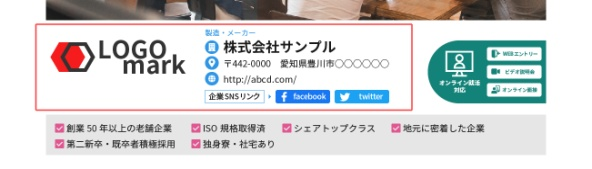 LOGO
mark
製造・メーカー
株式会社サンプル
〒442-0000　愛知県豊川市〇〇〇〇〇〇
http://abcd.com/
企業SNSリンク
facebook
twitter
オンライン就活
対応
WEBエントリー
ビデオ説明会
オンライン面接
創業 50 年以上の老舗企業
ISO 規格取得済
シェアトップクラス
地元に密着した企業
第二新卒・既卒者積極採用
独身寮・社宅あり